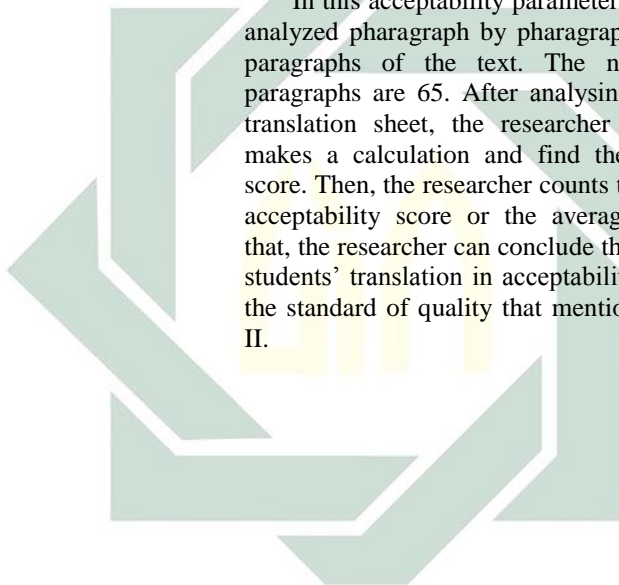 In this acceptability parameter
analyzed pharagraph by pharagrap
paragraphs of the text. The n
paragraphs are 65. After analysin
translation sheet, the researcher
makes a calculation and find the
score. Then, the researcher counts t
acceptability score or the averag
that, the researcher can conclude th
students’ translation in acceptabilit
the standard of quality that mentio
II.